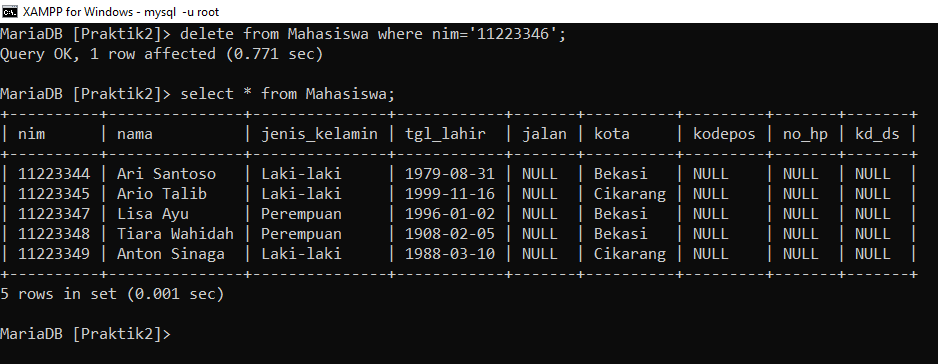 XAMPP for Windows - mysql  -u root
MariaDB [Praktik2]> delete from Mahasiswa where nim='11223346';
Query OK, 1 row affected (0.771 sec)
MariaDB [Praktik2]> select * from Mahasiswa;
+----------+---------------+---------------+------------+-------+----------+---------+-------+-------+
| nim      | nama          | jenis_kelamin | tgl_lahir  | jalan | kota     | kodepos | no_hp | kd_ds |
+----------+---------------+---------------+------------+-------+----------+---------+-------+-------+
| 11223344 | Ari Santoso   | Laki-laki     | 1979-08-31 | NULL  | Bekasi   | NULL    | NULL  | NULL  |
| 11223345 | Ario Talib    | Laki-laki     | 1999-11-16 | NULL  | Cikarang | NULL    | NULL  | NULL  |
| 11223347 | Lisa Ayu      | Perempuan     | 1996-01-02 | NULL  | Bekasi   | NULL    | NULL  | NULL  |
| 11223348 | Tiara Wahidah | Perempuan     | 1908-02-05 | NULL  | Bekasi   | NULL    | NULL  | NULL  |
| 11223349 | Anton Sinaga  | Laki-laki     | 1988-03-10 | NULL  | Cikarang | NULL    | NULL  | NULL  |
+----------+---------------+---------------+------------+-------+----------+---------+-------+-------+
5 rows in set (0.001 sec)
MariaDB [Praktik2]>